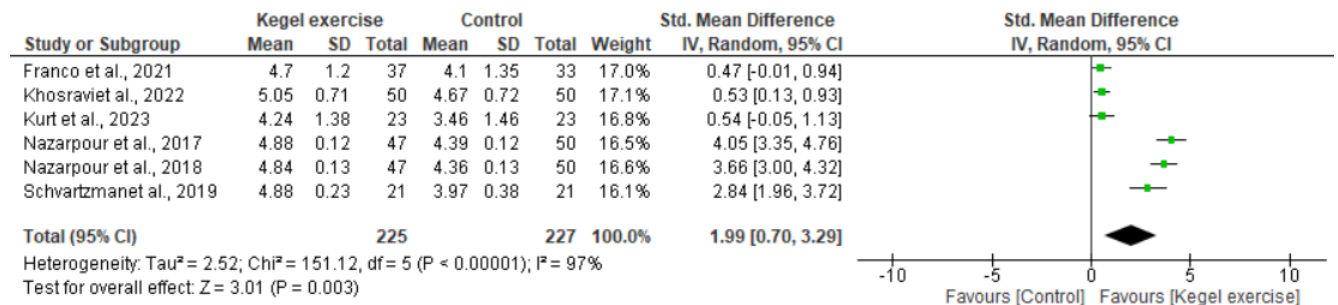 Kegel exercise Control Std. Mean Difference Std. Mean Difference
Study or Subgroup Mean SD Total Mean SD Total Weight IV, Random, 95% CI IV, Random, 95% CI
Franco et al., 2021 4.7 1.2 37 4.1 1.35 33 17.0% 0.47 [-0.01, 0.94]
Khosraviet al., 2022 5.05 0.71 50 4.67 0.72 50 17.1% 0.53 [0.13, 0.93]
Kurt et al., 2023 4.24 1.38 23 3.46 1.46 23 16.8% 0.54 [-0.05, 1.13]
Nazarpour et al., 2017 4.88 0.12 47 4.39 0.12 50 16.5% 4.05 [3.35, 4.76]
Nazarpour et al., 2018 4.84 0.13 47 4.36 0.13 50 16.6% 3.66 [3.00, 4.32]
Schvartzmanet al., 2019 4.88 0.23 21 3.97 0.38 21 16.1% 2.84 [1.96, 3.72]
Total (95% CI) 225 227 100.0% 1.99 [0.70, 3.29]
Heterogeneity: Tau² = 2.52; Chi² = 151.12, df = 5 (P < 0.00001); I² = 97%
Test for overall effect: Z = 3.01 (P = 0.003)
-10 -5 0 5 10
Favours [Control] Favours [Kegel exercise]